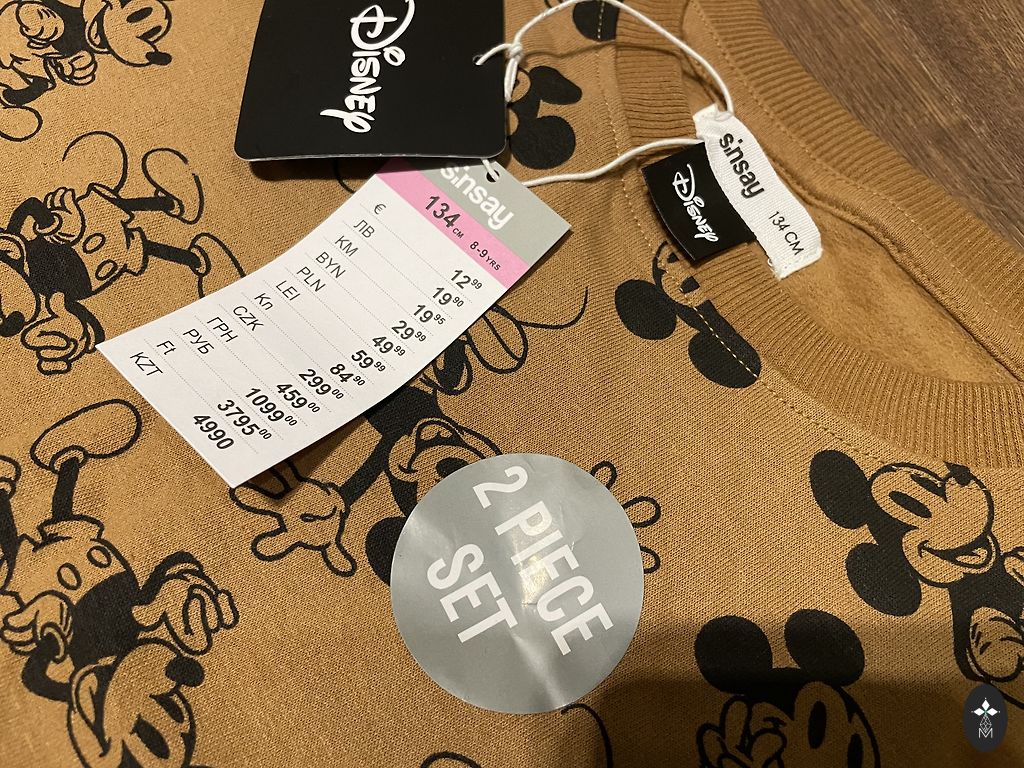 Disney
sinsay
134 CM 8-9 YRS
€ 12 99
ЛВ 19 90
KM 19 95
BYN 29 99
PLN 49 99
LEI 59 99
Kn 84 90
CZK 299 00
ГРН 459 00
РУБ 1099 00
Ft 3795 00
KZT 4990
sinsay
134 CM
Disney
2 PIECE
SET
M